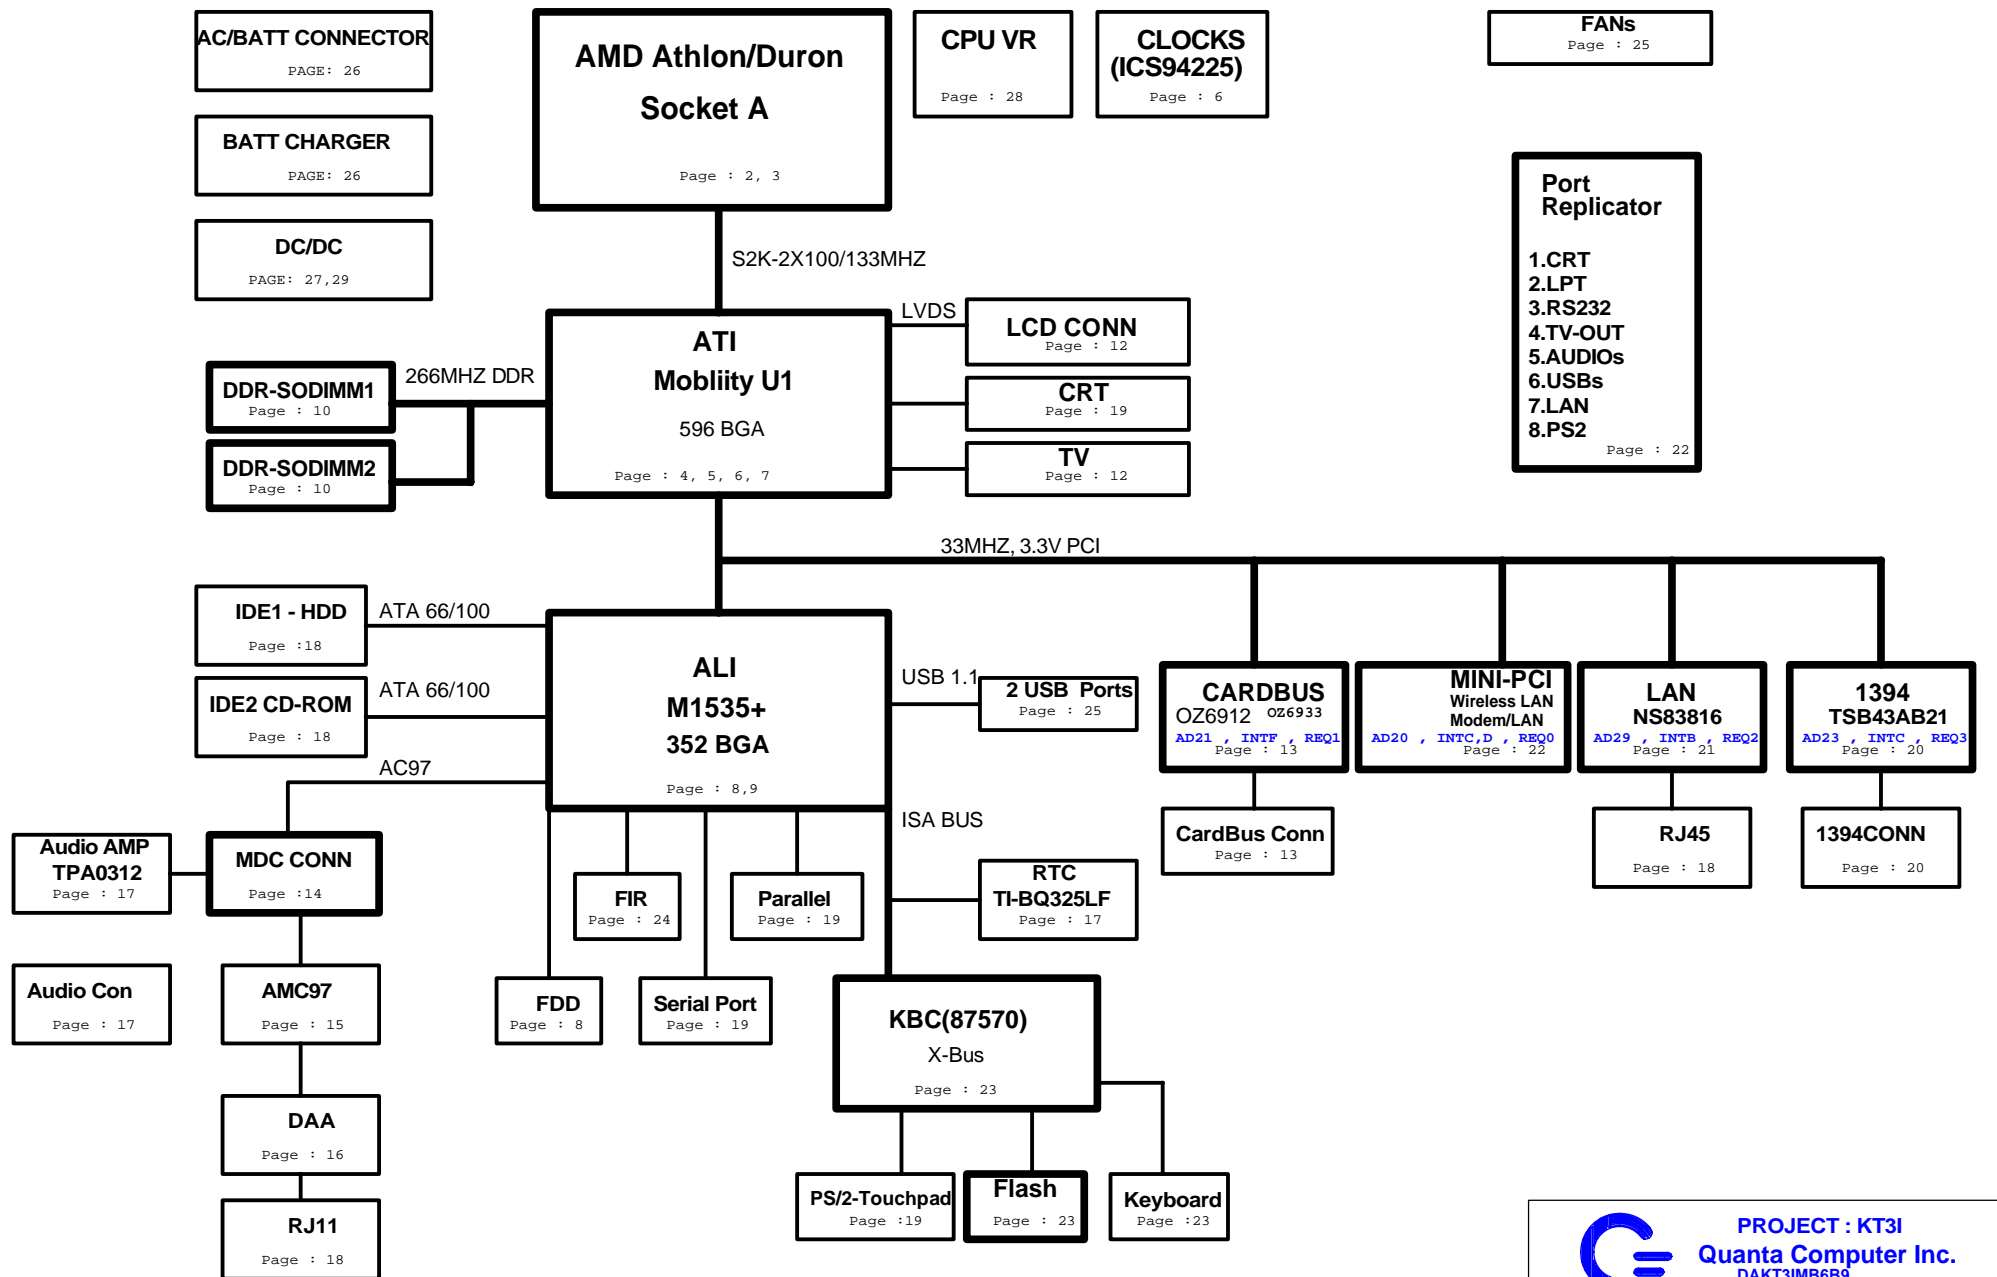 AC/BATT CONNECTOR
PAGE: 26
BATT CHARGER
PAGE: 26
DC/DC
PAGE: 27,29
AMD Athlon/Duron
Socket A
Page : 2, 3
CPU VR
Page : 28
CLOCKS
(ICS94225)
Page : 6
FANs
Page : 25
Port
Replicator
1.CRT
2.LPT
3.RS232
4.TV-OUT
5.AUDIOs
6.USBs
7.LAN
8.PS2
Page : 22
S2K-2X100/133MHZ
ATI
Mobliity U1
596 BGA
Page : 4, 5, 6, 7
LVDS
LCD CONN
Page : 12
CRT
Page : 19
TV
Page : 12
266MHZ DDR
DDR-SODIMM1
Page : 10
DDR-SODIMM2
Page : 10
33MHZ, 3.3V PCI
IDE1 - HDD
Page :18
ATA 66/100
IDE2 CD-ROM
Page : 18
ATA 66/100
AC97
ALI
M1535+
352 BGA
Page : 8,9
USB 1.1
2 USB Ports
Page : 25
CARDBUS
OZ6912 OZ6933
AD21 , INTF , REQ1
Page : 13
MINI-PCI
Wireless LAN
Modem/LAN
AD20 , INTC,D , REQ0
Page : 22
LAN
NS83816
AD29 , INTB , REQ2
Page : 21
1394
TSB43AB21
AD23 , INTC , REQ3
Page : 20
CardBus Conn
Page : 13
RJ45
Page : 18
1394CONN
Page : 20
ISA BUS
RTC
TI-BQ325LF
Page : 17
Audio AMP
TPA0312
Page : 17
MDC CONN
Page :14
FIR
Page : 24
Parallel
Page : 19
Audio Con
Page : 17
AMC97
Page : 15
FDD
Page : 8
Serial Port
Page : 19
KBC(87570)
X-Bus
Page : 23
DAA
Page : 16
RJ11
Page : 18
PS/2-Touchpad
Page :19
Flash
Page : 23
Keyboard
Page :23
PROJECT : KT3I
Quanta Computer Inc.
DAKT3IMB6B9